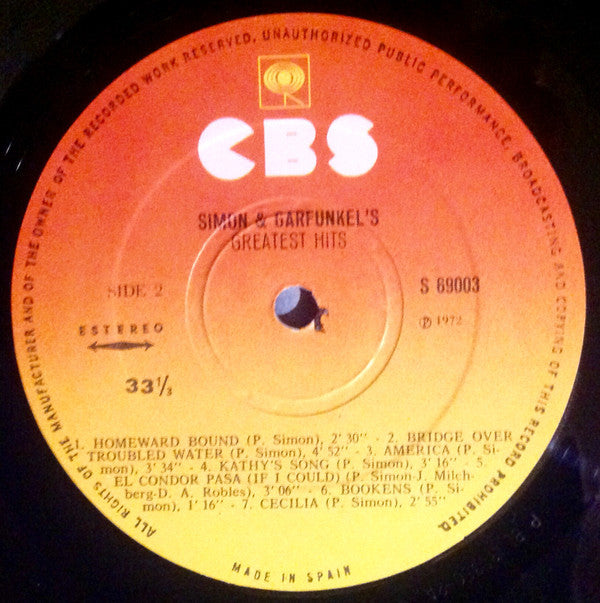 ALL RIGHTS OF THE MANUFACTURER AND OF THE OWNER OF THE RECORDED WORK RESERVED, UNAUTHORIZED PUBLIC PERFORMANCE, BROADCASTING AND COPYING OF THIS RECORD PROHIBITED.
CBS
SIMON & GARFUNKEL'S
GREATEST HITS
SIDE 2
S 69003
ESTEREO
℗ 1972
33⅓
1. HOMEWARD BOUND (P. Simon), 2' 30" - 2. BRIDGE OVER
TROUBLED WATER (P. Simon), 4' 52" - 3. AMERICA (P. Si-
mon), 3' 34" - 4. KATHY'S SONG (P. Simon), 3' 16" - 5.
EL CONDOR PASA (IF I COULD) (P. Simon-J. Milch-
berg-D. A. Robles), 3' 06" - 6. BOOKENS (P. Si-
mon), 1' 16" - 7. CECILIA (P. Simon), 2' 55"
MADE IN SPAIN